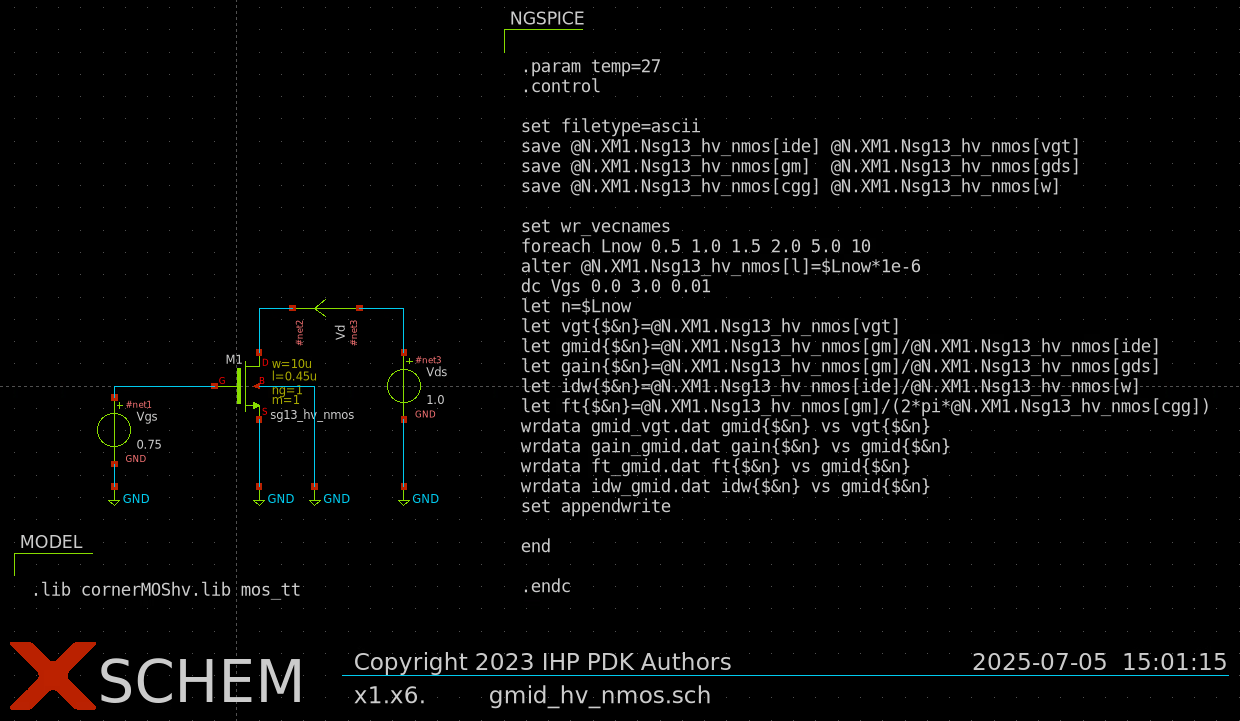 NGSPICE
.param temp=27
.control
set filetype=ascii
save @N.XM1.Nsg13_hv_nmos[ide] @N.XM1.Nsg13_hv_nmos[vgt]
save @N.XM1.Nsg13_hv_nmos[gm]  @N.XM1.Nsg13_hv_nmos[gds]
save @N.XM1.Nsg13_hv_nmos[cgg] @N.XM1.Nsg13_hv_nmos[w]
set wr_vecnames
foreach Lnow 0.5 1.0 1.5 2.0 5.0 10
alter @N.XM1.Nsg13_hv_nmos[l]=$Lnow*1e-6
dc Vgs 0.0 3.0 0.01
let n=$Lnow
let vgt{$&n}=@N.XM1.Nsg13_hv_nmos[vgt]
let gmid{$&n}=@N.XM1.Nsg13_hv_nmos[gm]/@N.XM1.Nsg13_hv_nmos[ide]
let gain{$&n}=@N.XM1.Nsg13_hv_nmos[gm]/@N.XM1.Nsg13_hv_nmos[gds]
let idw{$&n}=@N.XM1.Nsg13_hv_nmos[ide]/@N.XM1.Nsg13_hv_nmos[w]
let ft{$&n}=@N.XM1.Nsg13_hv_nmos[gm]/(2*pi*@N.XM1.Nsg13_hv_nmos[cgg])
wrdata gmid_vgt.dat gmid{$&n} vs vgt{$&n}
wrdata gain_gmid.dat gain{$&n} vs gmid{$&n}
wrdata ft_gmid.dat ft{$&n} vs gmid{$&n}
wrdata idw_gmid.dat idw{$&n} vs gmid{$&n}
set appendwrite
end
.endc
#net2
Vd
#net3
M1
D
w=10u
l=0.45u
ng=1
m=1
G
B
S
sg13_hv_nmos
#net3
+
Vds
1.0
GND
#net1
+
Vgs
0.75
GND
GND
GND
GND
GND
MODEL
.lib cornerMOShv.lib mos_tt
XSCHEM
Copyright 2023 IHP PDK Authors
2025-07-05  15:01:15
x1.x6.
gmid_hv_nmos.sch